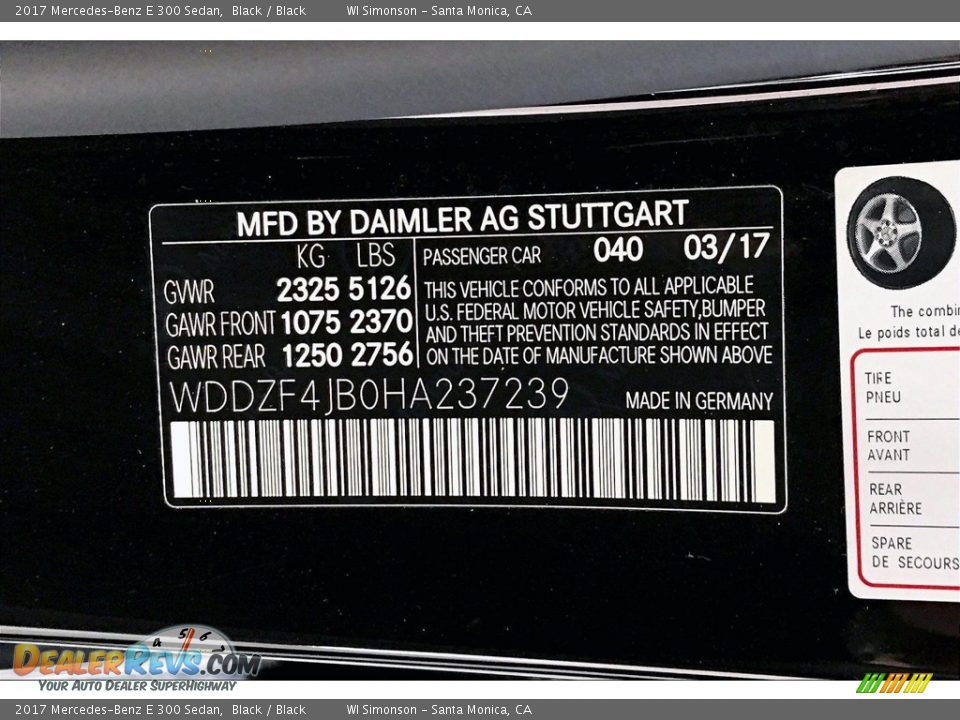 2017 Mercedes-Benz E 300 Sedan, Black / Black WI Simonson - Santa Monica, CA
MFD BY DAIMLER AG STUTTGART
KG LBS
GVWR 2325 5126
GAWR FRONT 1075 2370
GAWR REAR 1250 2756
PASSENGER CAR 040 03/17
THIS VEHICLE CONFORMS TO ALL APPLICABLE
U.S. FEDERAL MOTOR VEHICLE SAFETY, BUMPER
AND THEFT PREVENTION STANDARDS IN EFFECT
ON THE DATE OF MANUFACTURE SHOWN ABOVE
WDDZF4JB0HA237239 MADE IN GERMANY
The combi
Le poids total de
TIRE
PNEU
FRONT
AVANT
REAR
ARRIÈRE
SPARE
DE SECOURS
4 5 6
DEALERREVS.COM
YOUR AUTO DEALER SUPERHIGHWAY
2017 Mercedes-Benz E 300 Sedan, Black / Black WI Simonson - Santa Monica, CA